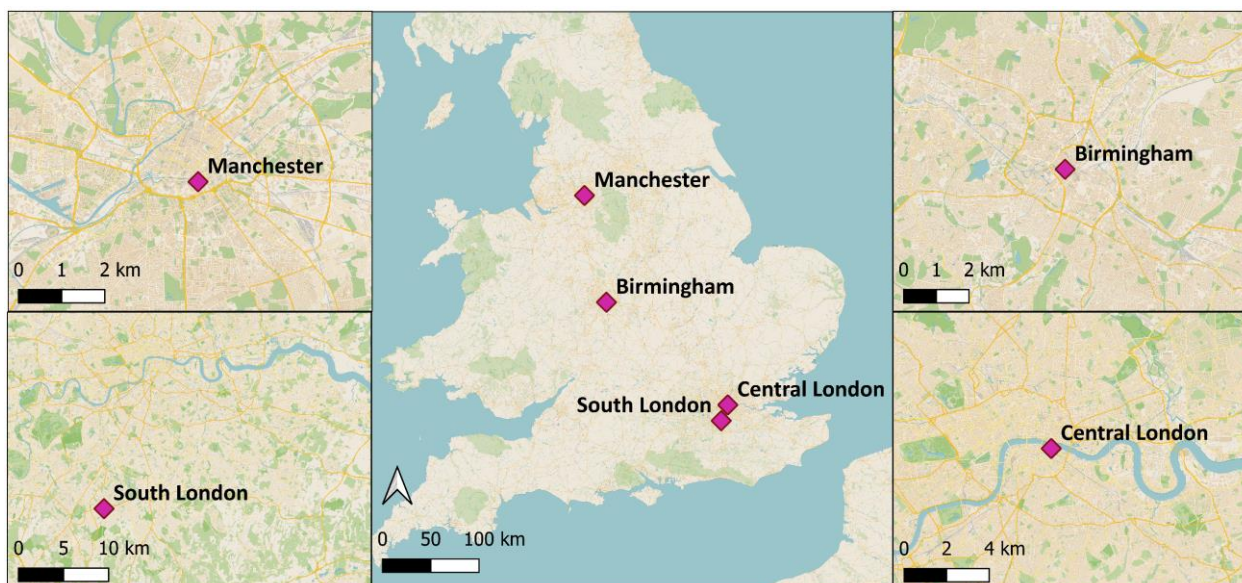 Manchester
0 1 2 km
South London
0 5 10 km
Manchester
Birmingham
Central London
South London
0 50 100 km
Birmingham
0 1 2 km
Central London
0 2 4 km